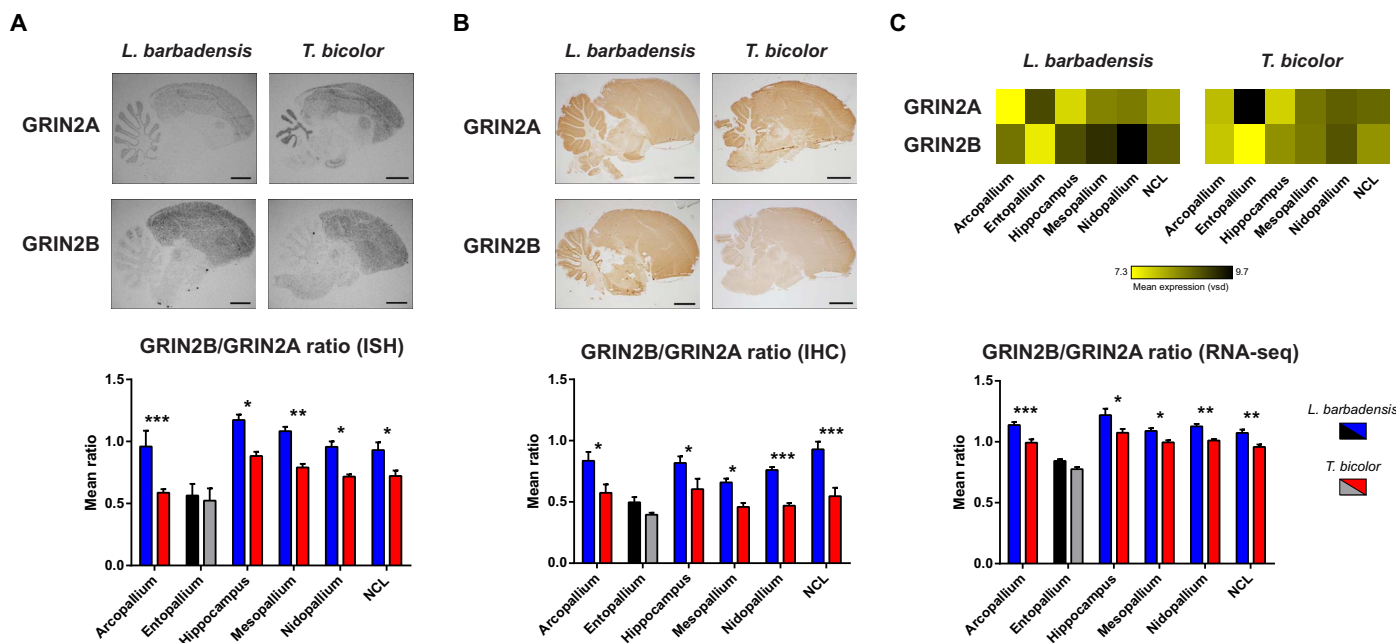 A
L. barbadensis
T. bicolor
GRIN2A
GRIN2B
GRIN2B/GRIN2A ratio (ISH)
Mean ratio
1.5
1.0
0.5
0.0
***
*
**
*
*
Arcopallium
Entopallium
Hippocampus
Mesopallium
Nidopallium
NCL
B
L. barbadensis
T. bicolor
GRIN2A
GRIN2B
GRIN2B/GRIN2A ratio (IHC)
Mean ratio
1.5
1.0
0.5
0.0
*
*
*
***
***
Arcopallium
Entopallium
Hippocampus
Mesopallium
Nidopallium
NCL
C
L. barbadensis
T. bicolor
GRIN2A
GRIN2B
Arcopallium
Entopallium
Hippocampus
Mesopallium
Nidopallium
NCL
Arcopallium
Entopallium
Hippocampus
Mesopallium
Nidopallium
NCL
7.3
9.7
Mean expression (vsd)
GRIN2B/GRIN2A ratio (RNA-seq)
Mean ratio
1.5
1.0
0.5
0.0
***
*
*
**
**
Arcopallium
Entopallium
Hippocampus
Mesopallium
Nidopallium
NCL
L. barbadensis
T. bicolor